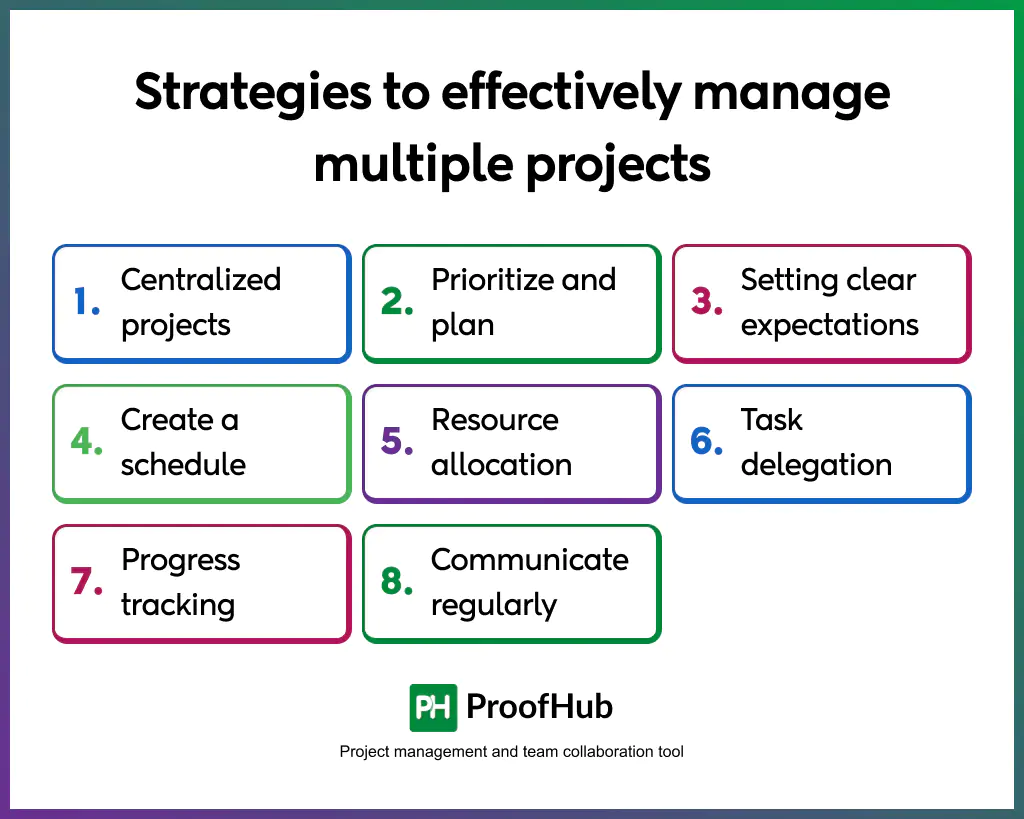 Strategies to effectively manage
multiple projects
1. Centralized
projects
2. Prioritize and
plan
3. Setting clear
expectations
4. Create a
schedule
5. Resource
allocation
6. Task
delegation
7. Progress
tracking
8. Communicate
regularly
PH ProofHub
Project management and team collaboration tool